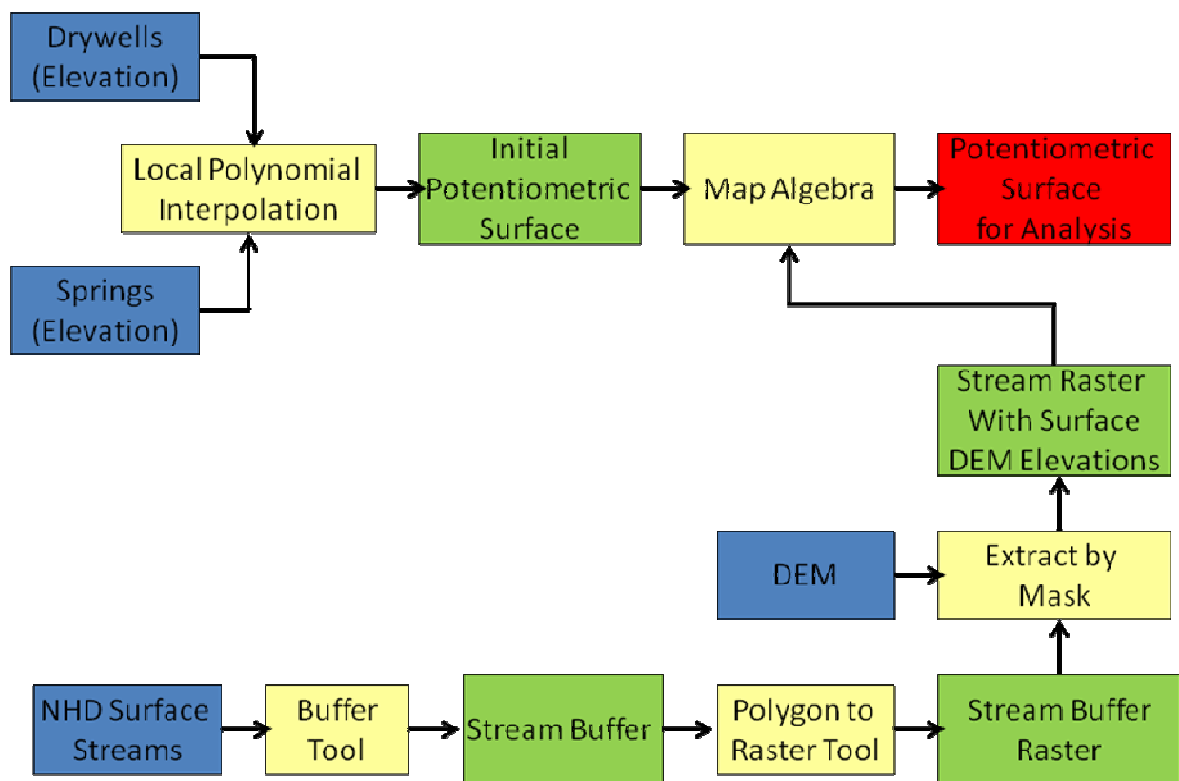 Drywells
(Elevation)
Local Polynomial
Interpolation
Springs
(Elevation)
Initial
Potentiometric
Surface
Map Algebra
Potentiometric
Surface
for Analysis
Stream Raster
With Surface
DEM Elevations
DEM
Extract by
Mask
NHD Surface
Streams
Buffer
Tool
Stream Buffer
Polygon to
Raster Tool
Stream Buffer
Raster